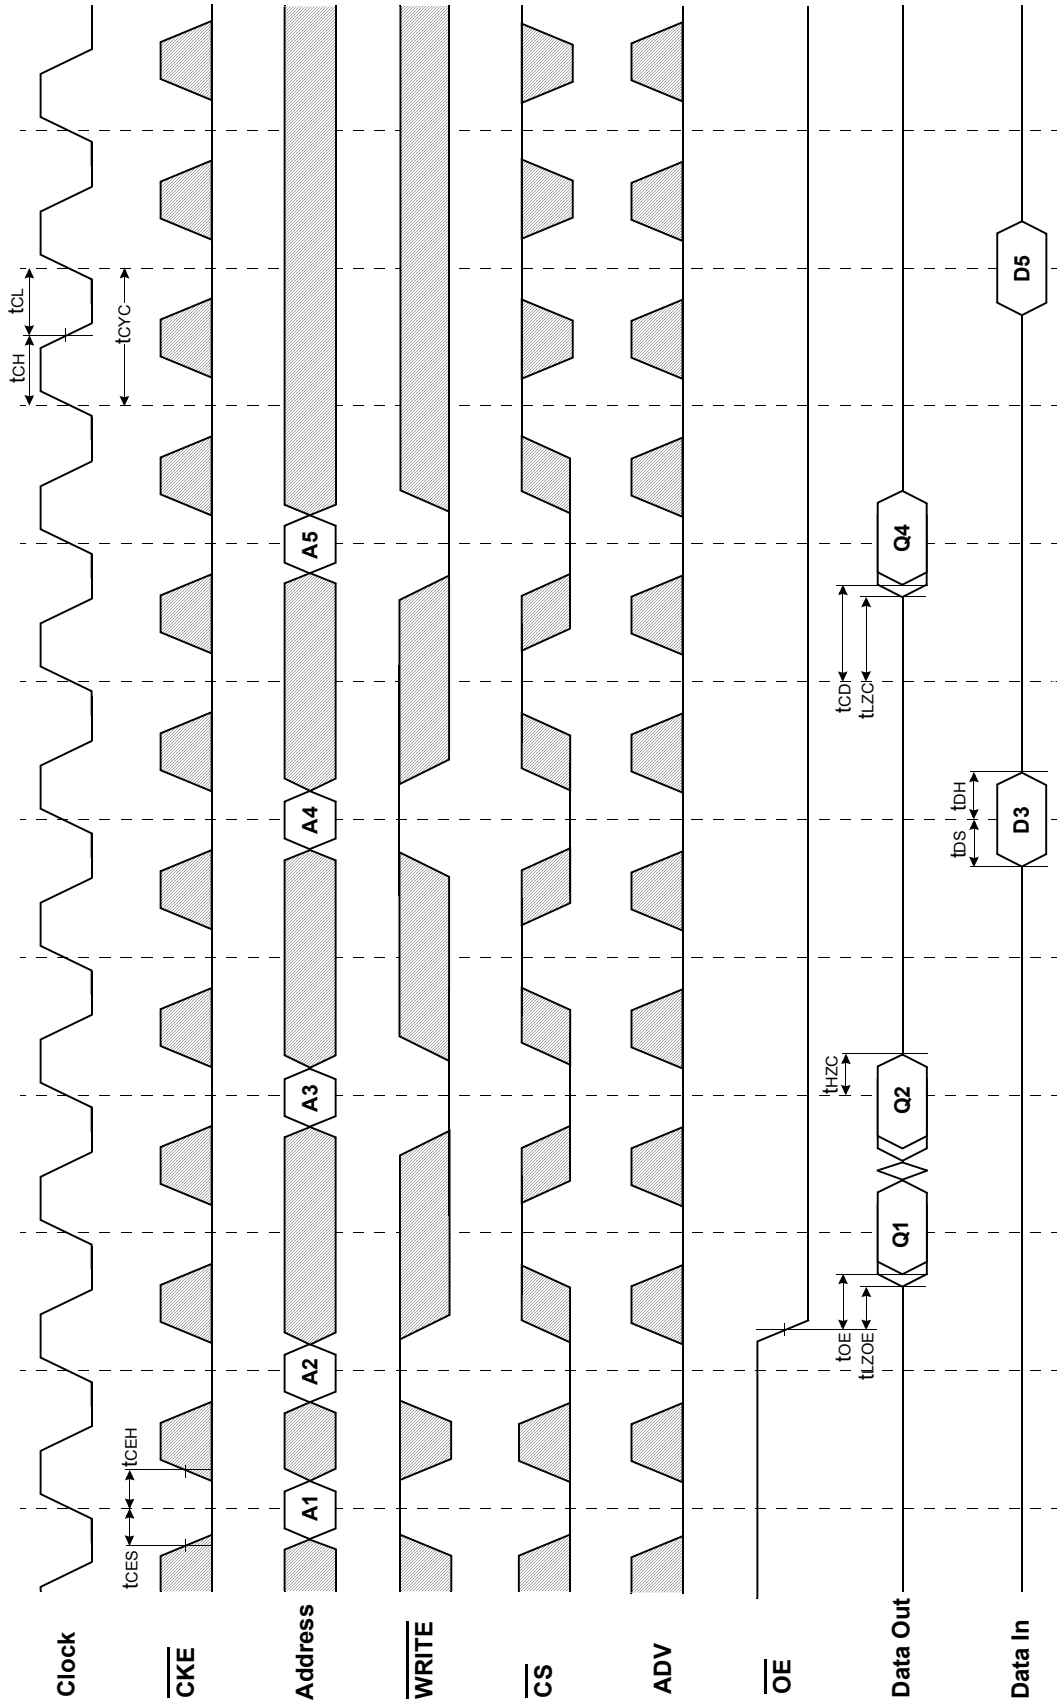 Clock
tCH
tCL
tCYC
CKE
tCES
tCEH
Address
A1
A2
A3
A4
A5
WRITE
CS
ADV
OE
Data Out
tOE
tLZOE
Q1
Q2
tHZC
tCD
tLZC
Q4
Data In
tDS
tDH
D3
D5